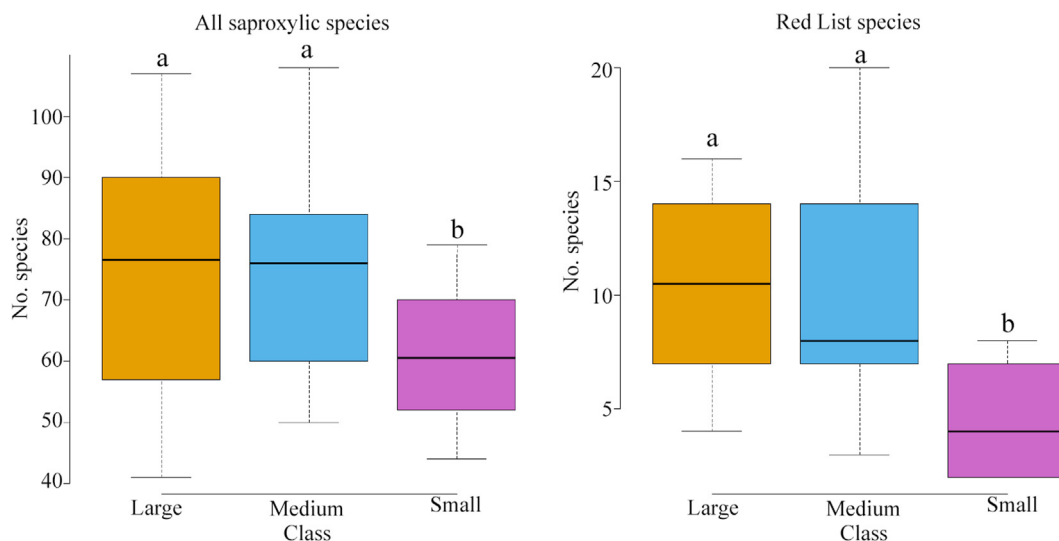 All saproxylic species
a
a
b
No. species
100
90
80
70
60
50
40
Large
Medium
Small
Class
Red List species
a
a
b
No. species
20
15
10
5
Large
Medium
Small
Class